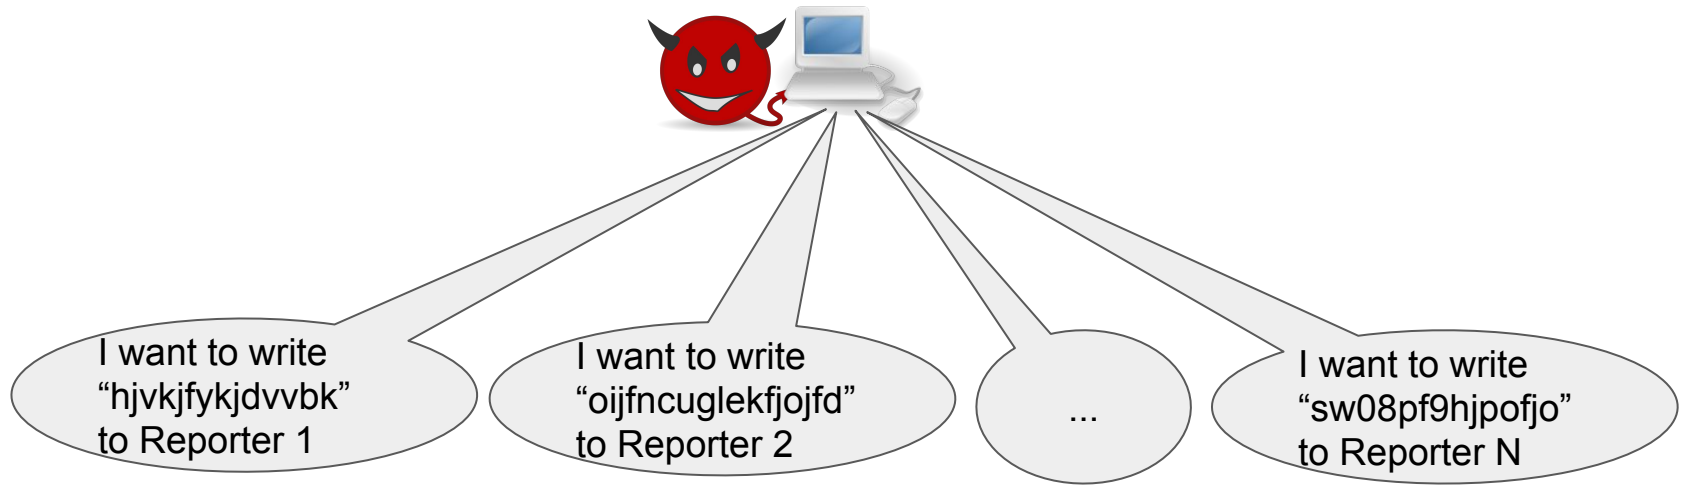 I want to write
“hjvkjfykjdvvbk”
to Reporter 1
I want to write
“oijfncuglekfjojfd”
to Reporter 2
...
I want to write
“sw08pf9hjpofjo”
to Reporter N